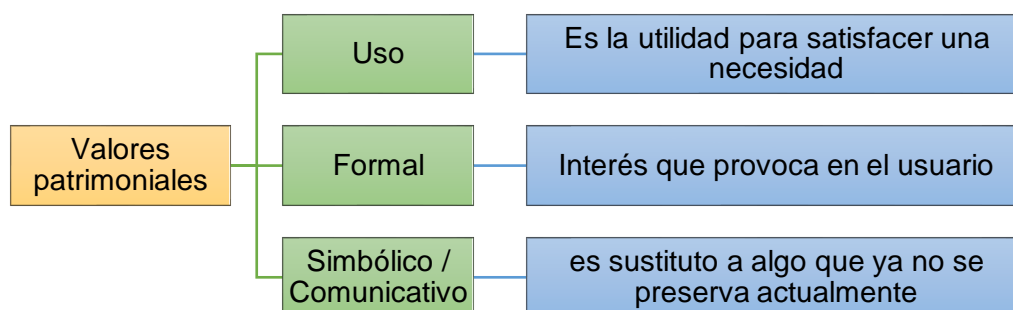 Valores
patrimoniales
Uso
Es la utilidad para satisfacer una
necesidad
Formal
Interés que provoca en el usuario
Simbólico /
Comunicativo
es sustituto a algo que ya no se
preserva actualmente